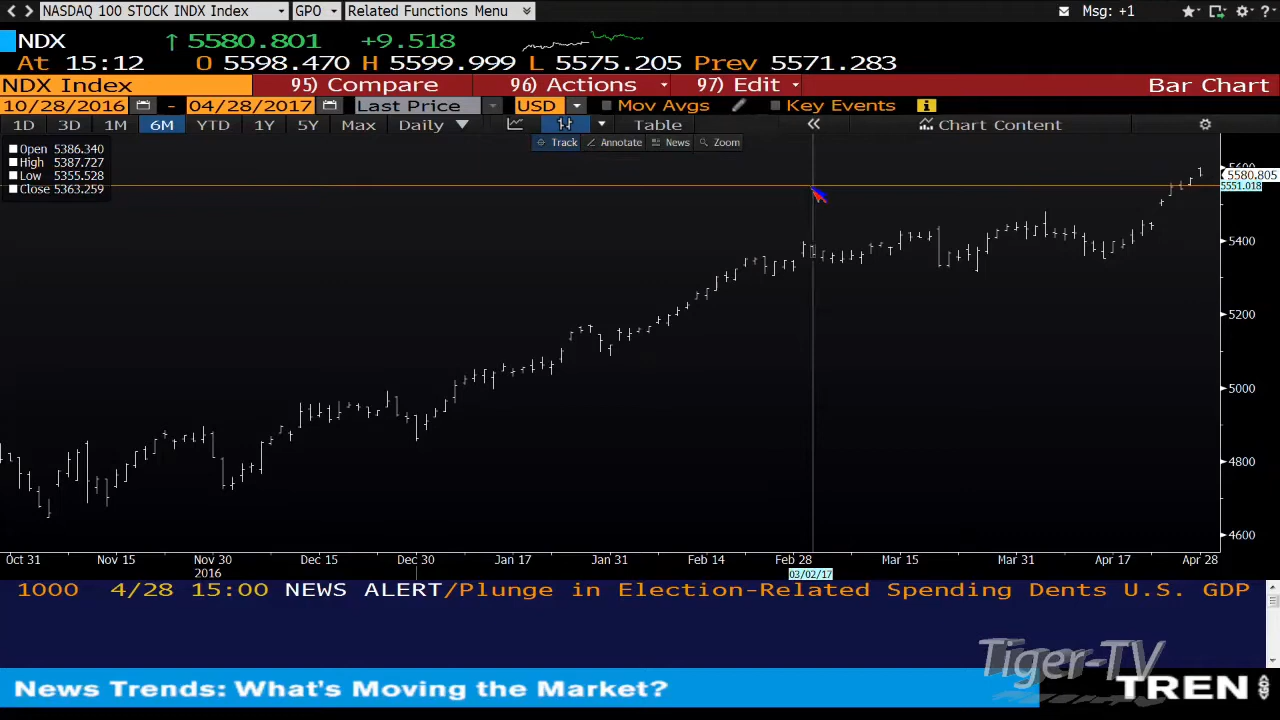 NASDAQ 100 STOCK INDX Index GPO Related Functions Menu Msg: +1 ?
NDX ↑ 5580.801 +9.518
At 15:12 O 5598.470 H 5599.999 L 5575.205 Prev 5571.283
NDX Index 95) Compare 96) Actions 97) Edit Bar Chart
10/28/2016 - 04/28/2017 Last Price USD Mov Avgs Key Events i
1D 3D 1M 6M YTD 1Y 5Y Max Daily Table « Chart Content
Track Annotate News Zoom
Open 5386.340
High 5387.727
Low 5355.528
Close 5363.259
5600
5580.805
5551.018
5400
5200
5000
4800
4600
Oct 31 Nov 15 Nov 30 Dec 15 Dec 30 Jan 17 Jan 31 Feb 14 Feb 28 Mar 15 Mar 31 Apr 17 Apr 28
2016 03/02/17
1000 4/28 15:00 NEWS ALERT/Plunge in Election-Related Spending Dents U.S. GDP
Tiger-TV
News Trends: What's Moving the Market? TREN